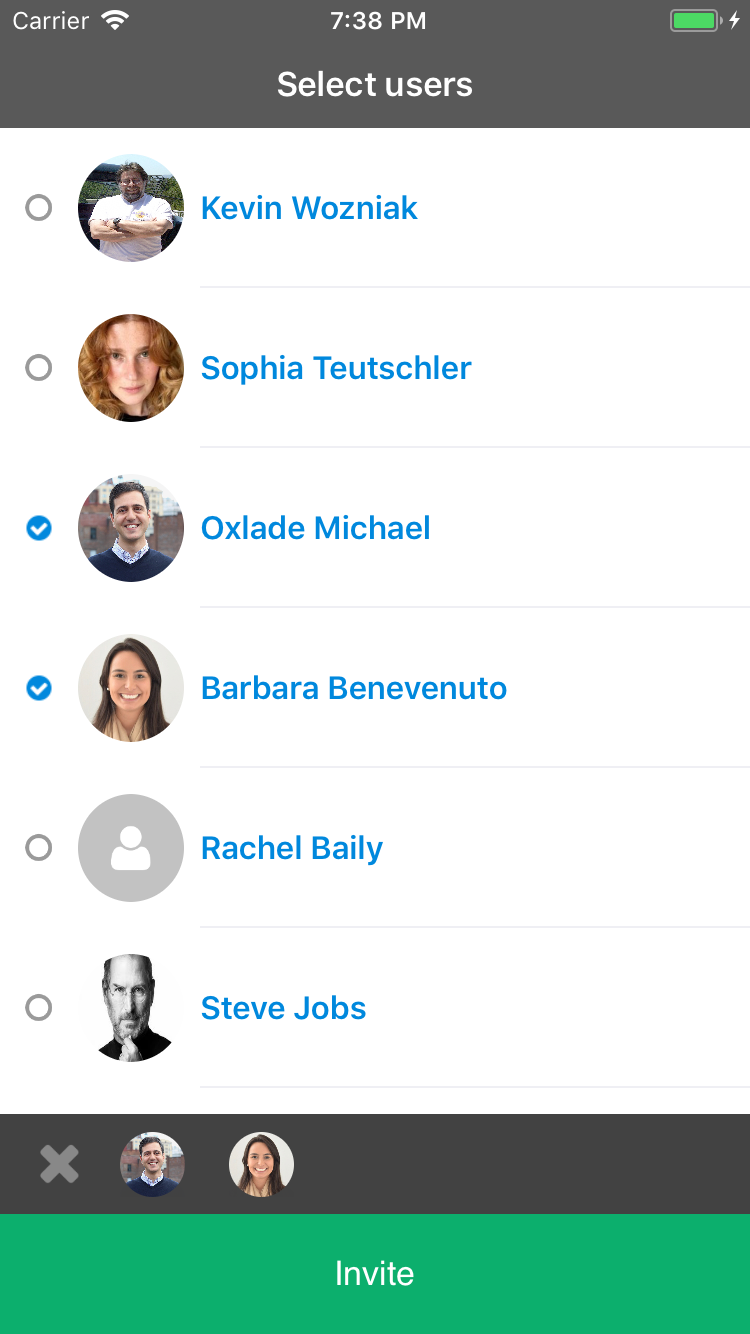 Carrier 7:38 PM
Select users
Kevin Wozniak
Sophia Teutschler
Oxlade Michael
Barbara Benevenuto
Rachel Baily
Steve Jobs
Invite